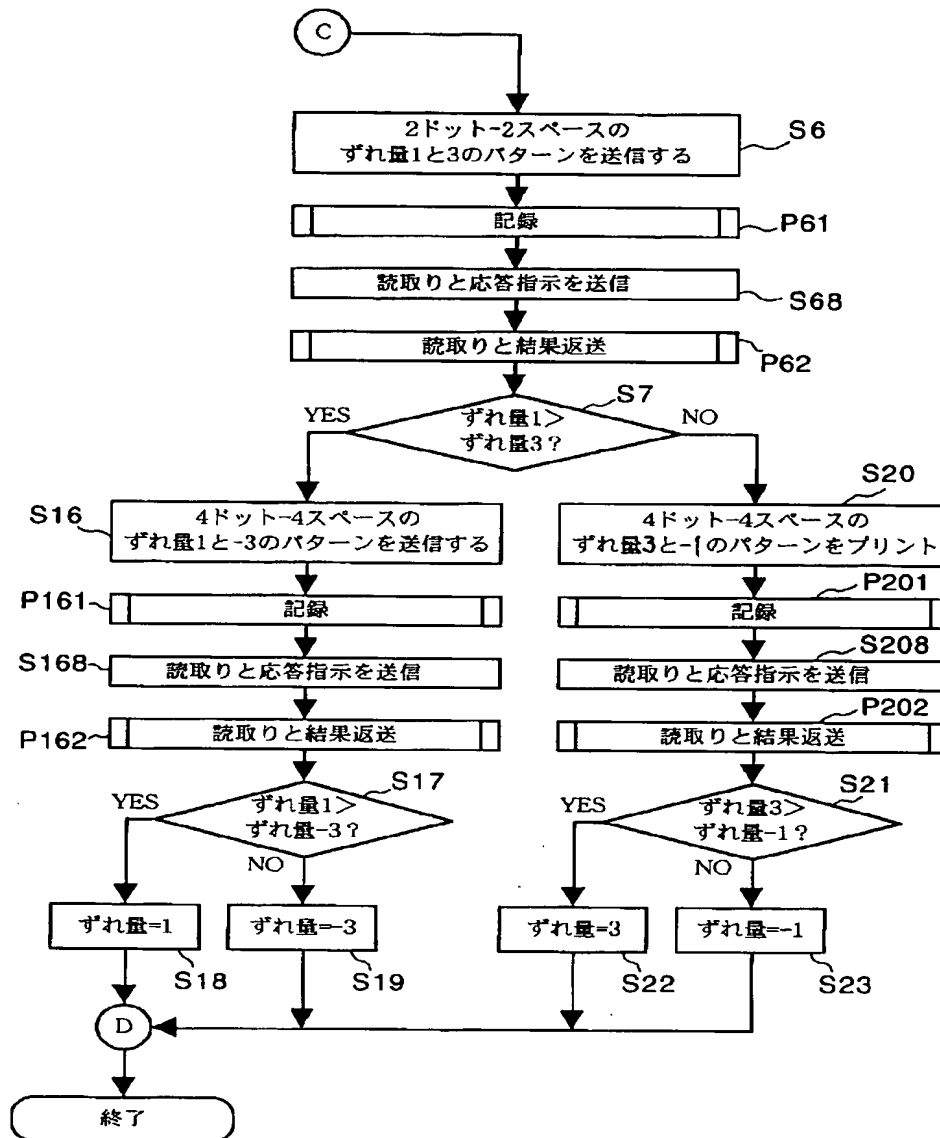 C
2ドット-2スペースの
ずれ量1と3のパターンを送信する
S6
記録
P61
読取りと応答指示を送信
S68
読取りと結果返送
P62
S7
YES
ずれ量1>
ずれ量3?
NO
S16
4ドット-4スペースの
ずれ量1と-3のパターンを送信する
S20
4ドット-4スペースの
ずれ量3と-1のパターンをプリント
P161
記録
P201
記録
S168
読取りと応答指示を送信
S208
読取りと応答指示を送信
P162
読取りと結果返送
P202
読取りと結果返送
S17
YES
ずれ量1>
ずれ量-3?
NO
S21
YES
ずれ量3>
ずれ量-1?
NO
ずれ量=1
S18
ずれ量=-3
S19
ずれ量=3
S22
ずれ量=-1
S23
D
終了